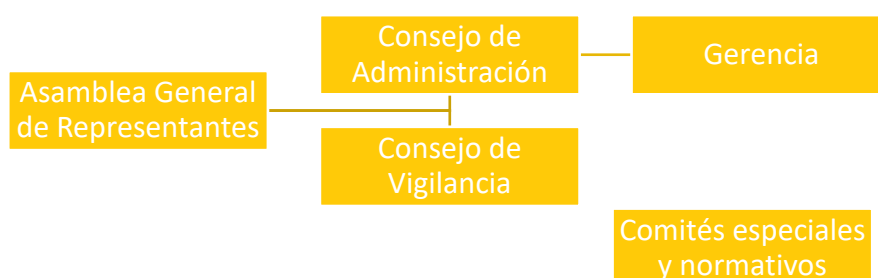 Consejo de
Administración
Gerencia
Asamblea General
de Representantes
Consejo de
Vigilancia
Comités especiales
y normativos